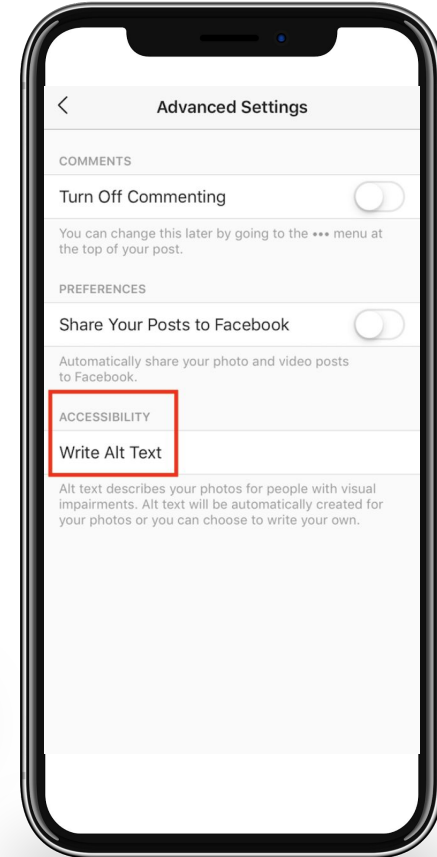 Advanced Settings
COMMENTS
Turn Off Commenting
You can change this later by going to the ••• menu at
the top of your post.
PREFERENCES
Share Your Posts to Facebook
Automatically share your photo and video posts
to Facebook.
ACCESSIBILITY
Write Alt Text
Alt text describes your photos for people with visual
impairments. Alt text will be automatically created for
your photos or you can choose to write your own.